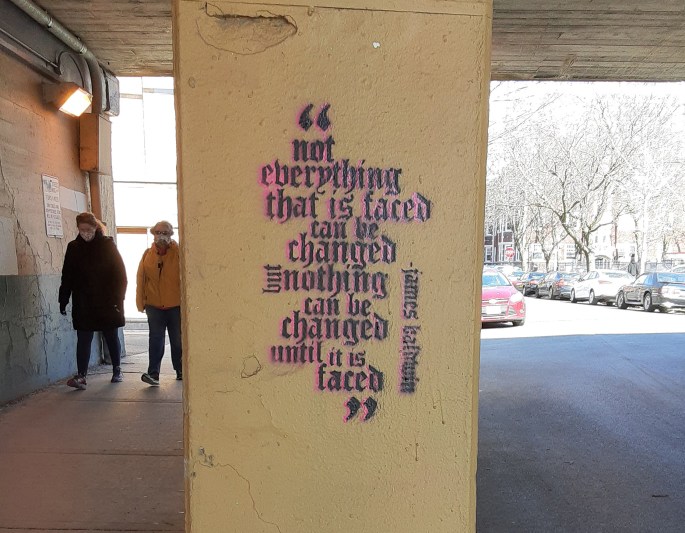 “
not
everything
that is faced
can be
changed
but nothing
can be
changed
until it is
faced
”
-james baldwin